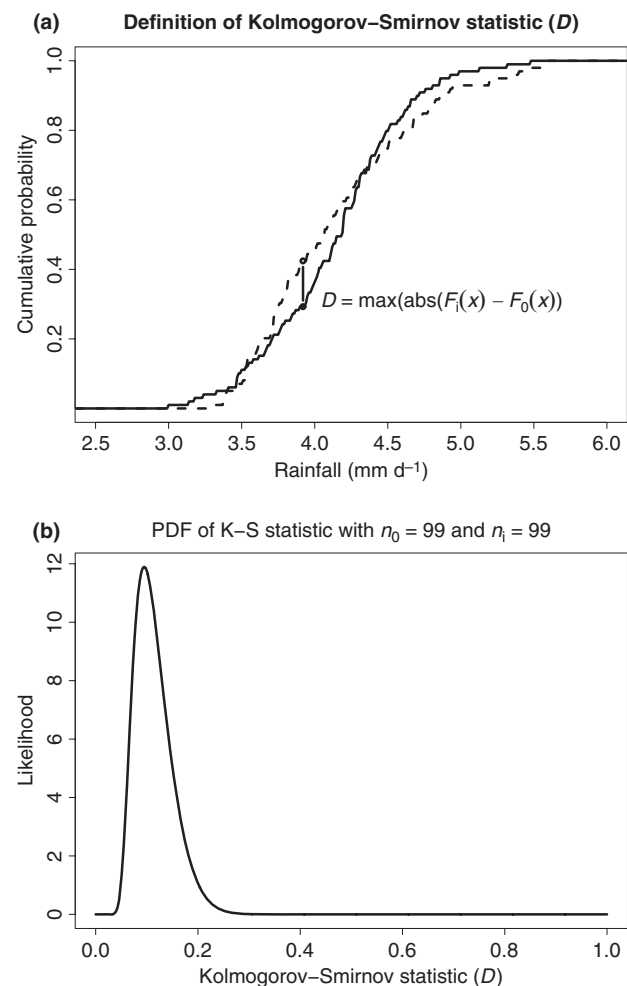 (a) Definition of Kolmogorov–Smirnov statistic (D)
Cumulative probability
1.0
0.8
0.6
0.4
0.2
D = max(abs(Fi(x) − F0(x))
2.5 3.0 3.5 4.0 4.5 5.0 5.5 6.0
Rainfall (mm d–1)
(b) PDF of K–S statistic with n0 = 99 and ni = 99
Likelihood
12
10
8
6
4
2
0
0.0 0.2 0.4 0.6 0.8 1.0
Kolmogorov–Smirnov statistic (D)